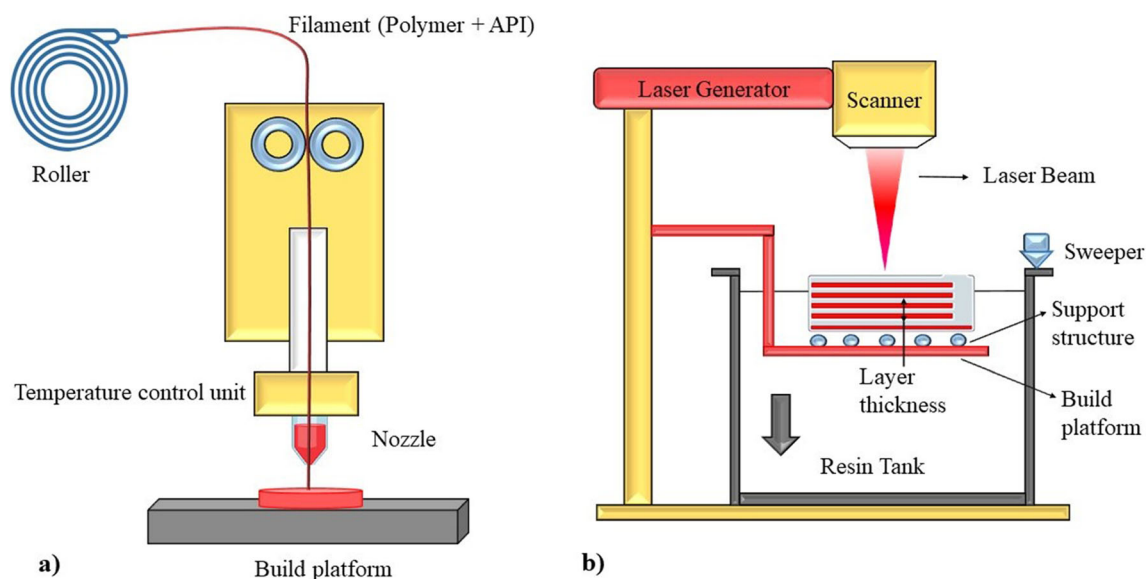 Filament (Polymer + API)
Roller
Temperature control unit
Nozzle
Build platform
a)
Laser Generator
Scanner
Laser Beam
Sweeper
Support
structure
Layer
thickness
Build
platform
Resin Tank
b)